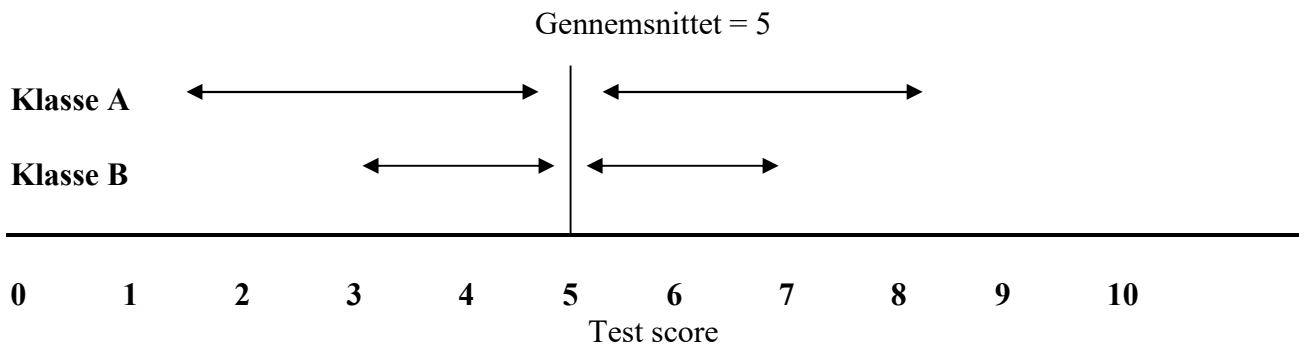 Gennemsnittet = 5
Klasse A
Klasse B
0 1 2 3 4 5 6 7 8 9 10
Test score